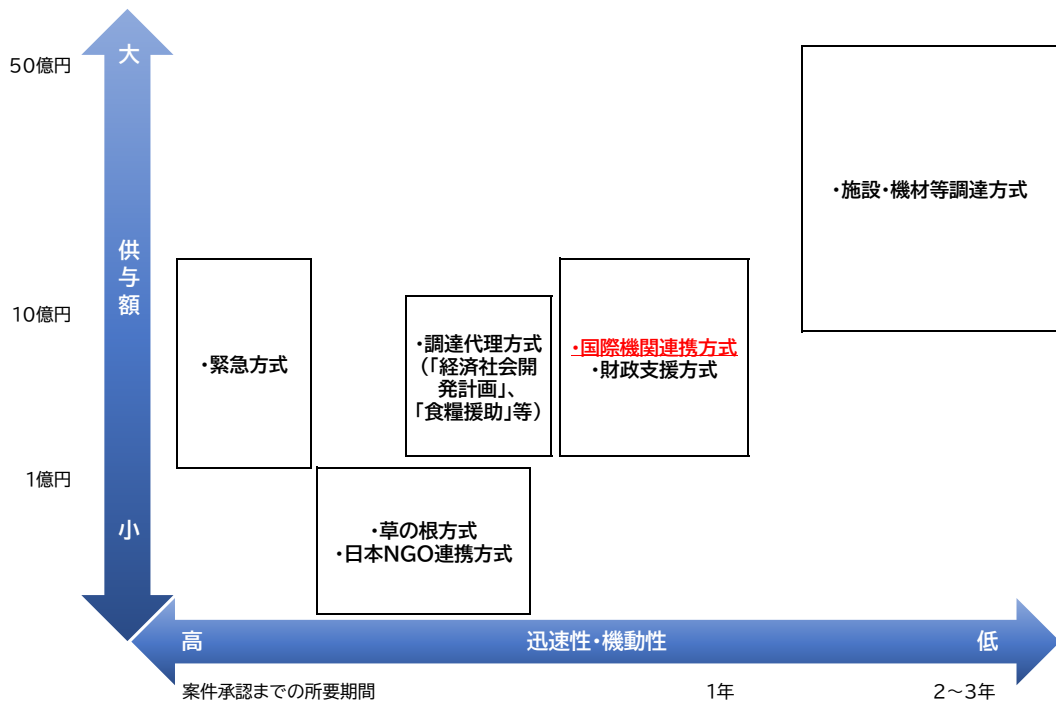 大
50億円
・施設・機材等調達方式
供
与
額
10億円
・緊急方式
・調達代理方式
(「経済社会開
発計画」、
「食糧援助」等)
・国際機関連携方式
・財政支援方式
1億円
小
・草の根方式
・日本NGO連携方式
高
迅速性・機動性
低
案件承認までの所要期間
1年
2～3年